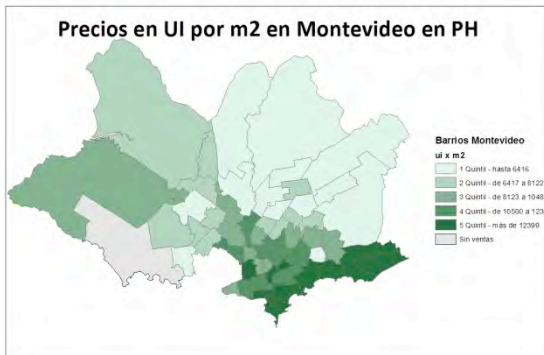 Precios en UI por m2 en Montevideo en PH
Barrios Montevideo
ui x m2
1 Quintil - hasta 6416
2 Quintil - de 6417 a 8122
3 Quintil - de 8123 a 1048
4 Quintil - de 10500 a 123
5 Quintil - más de 12399
Sin ventas